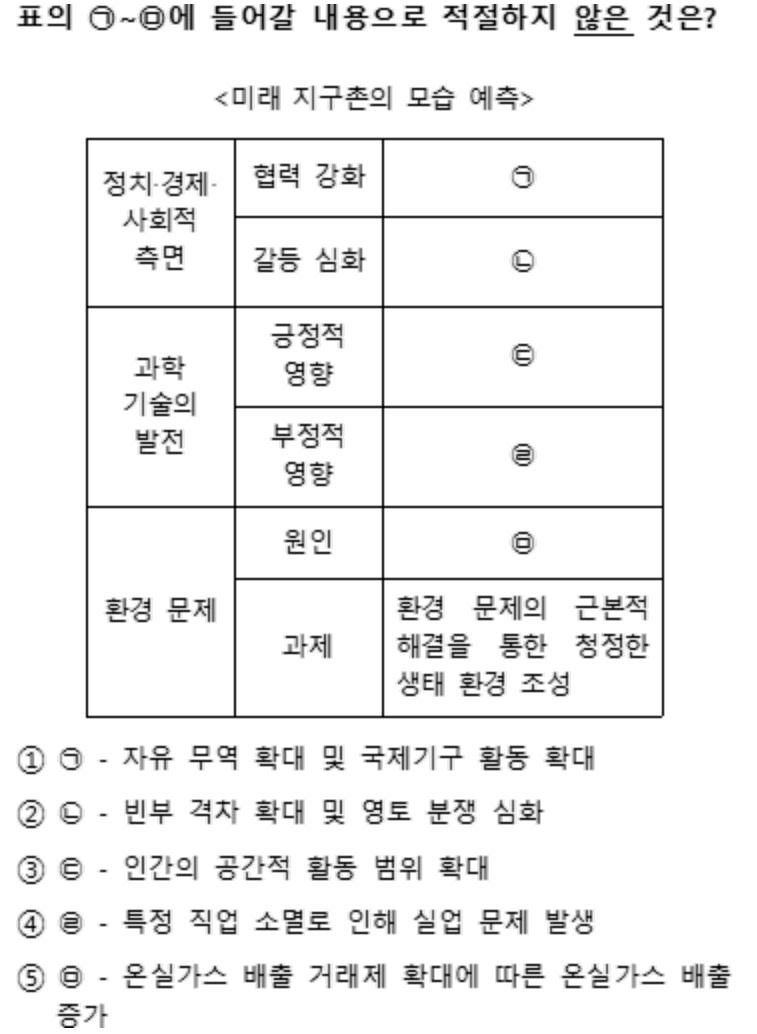 표의 ㉠~㉤에 들어갈 내용으로 적절하지 않은 것은?
<미래 지구촌의 모습 예측>
정치·경제·
사회적
측면
협력 강화
㉠
갈등 심화
㉡
과학
기술의
발전
긍정적
영향
㉢
부정적
영향
㉣
환경 문제
원인
㉤
과제
환경 문제의 근본적
해결을 통한 청정한
생태 환경 조성
① ㉠ - 자유 무역 확대 및 국제기구 활동 확대
② ㉡ - 빈부 격차 확대 및 영토 분쟁 심화
③ ㉢ - 인간의 공간적 활동 범위 확대
④ ㉣ - 특정 직업 소멸로 인해 실업 문제 발생
⑤ ㉤ - 온실가스 배출 거래제 확대에 따른 온실가스 배출
증가